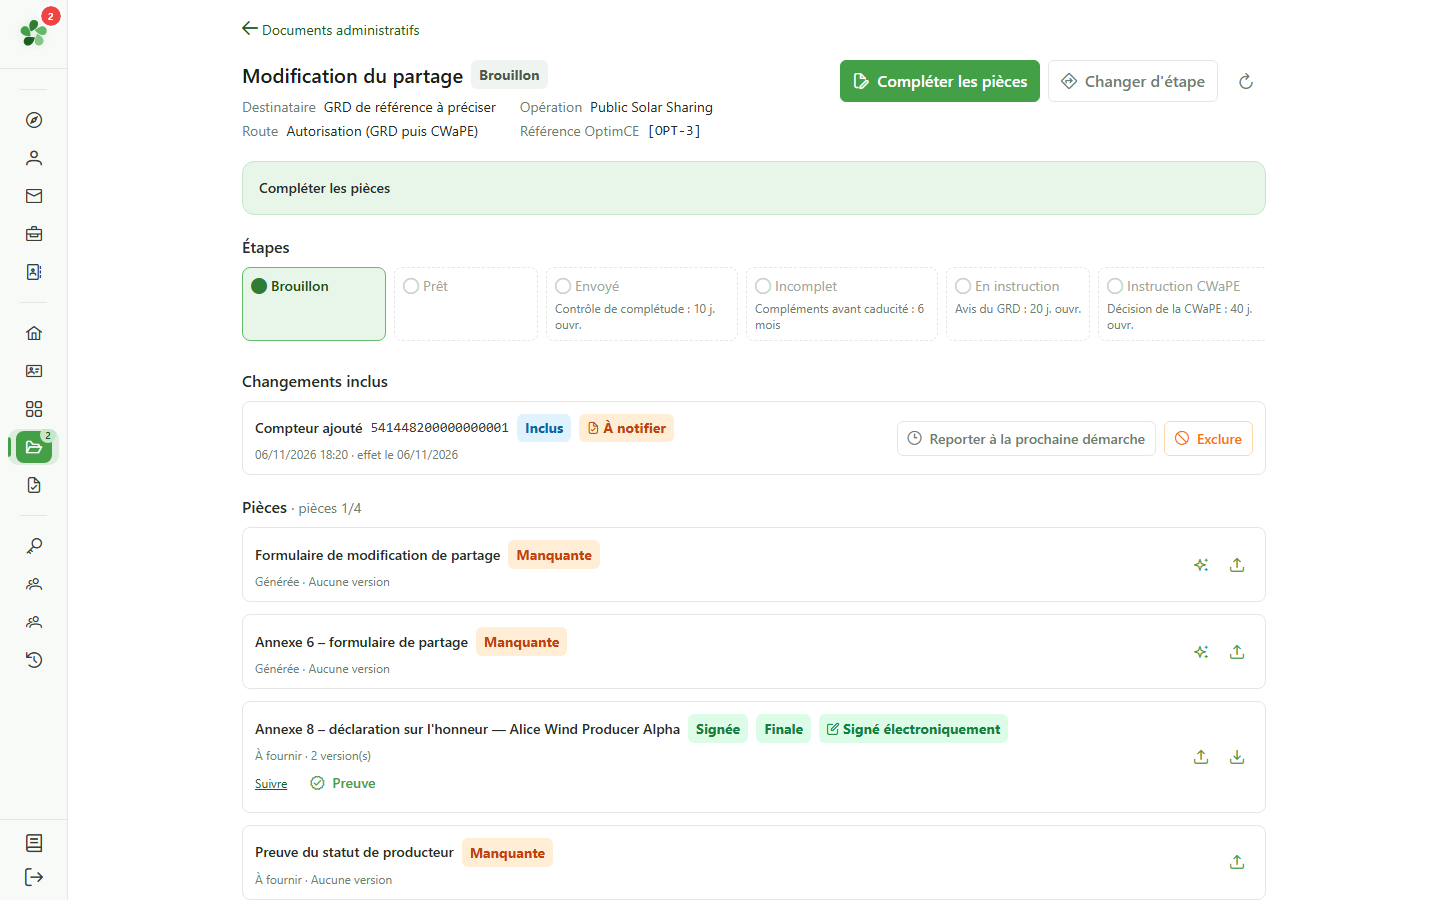 2
Documents administratifs
Modification du partage Brouillon
Compléter les pièces
Changer d'étape
Destinataire GRD de référence à préciser Opération Public Solar Sharing
Route Autorisation (GRD puis CWaPE) Référence OptimCE [OPT-3]
Compléter les pièces
Étapes
Brouillon
Prêt
Envoyé
Contrôle de complétude : 10 j.
ouvr.
Incomplet
Compléments avant caducité : 6
mois
En instruction
Avis du GRD : 20 j. ouvr.
Instruction CWaPE
Décision de la CWaPE : 40 j.
ouvr.
Changements inclus
Compteur ajouté 541448200000000001 Inclus À notifier
06/11/2026 18:20 · effet le 06/11/2026
Reporter à la prochaine démarche
Exclure
2
Pièces · pièces 1/4
Formulaire de modification de partage Manquante
Générée · Aucune version
Annexe 6 – formulaire de partage Manquante
Générée · Aucune version
Annexe 8 – déclaration sur l'honneur — Alice Wind Producer Alpha Signée Finale Signé électroniquement
À fournir · 2 version(s)
Suivre Preuve
Preuve du statut de producteur Manquante
À fournir · Aucune version